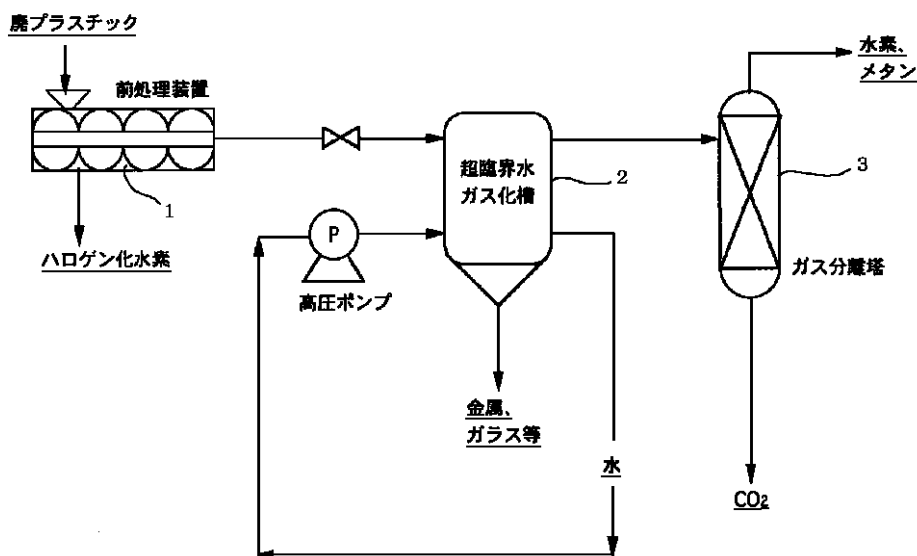 廃プラスチック
前処理装置
1
ハロゲン化水素
P
高圧ポンプ
超臨界水
ガス化槽
2
金属、
ガラス等
水
水素、
メタン
3
ガス分離塔
CO₂